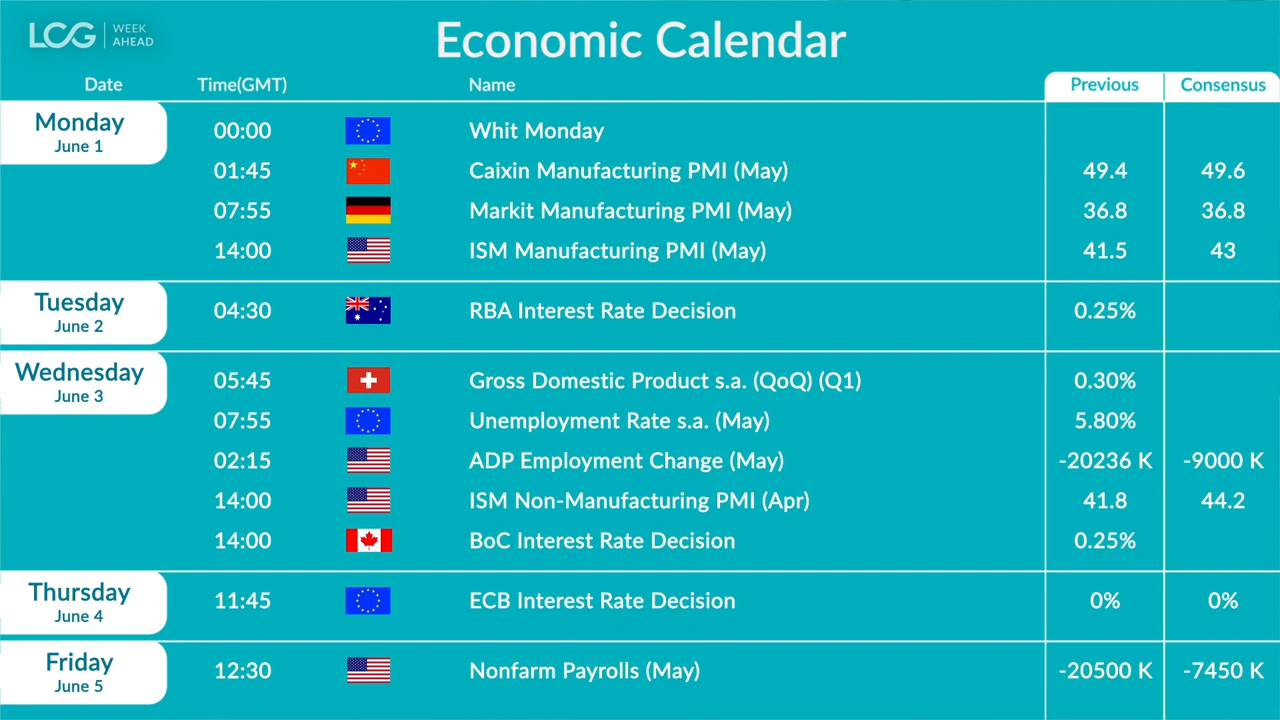 LCG WEEK AHEAD
Economic Calendar
Date Time(GMT) Name Previous Consensus
Monday
June 1
00:00 Whit Monday
01:45 Caixin Manufacturing PMI (May) 49.4 49.6
07:55 Markit Manufacturing PMI (May) 36.8 36.8
14:00 ISM Manufacturing PMI (May) 41.5 43
Tuesday
June 2
04:30 RBA Interest Rate Decision 0.25%
Wednesday
June 3
05:45 Gross Domestic Product s.a. (QoQ) (Q1) 0.30%
07:55 Unemployment Rate s.a. (May) 5.80%
02:15 ADP Employment Change (May) -20236 K -9000 K
14:00 ISM Non-Manufacturing PMI (Apr) 41.8 44.2
14:00 BoC Interest Rate Decision 0.25%
Thursday
June 4
11:45 ECB Interest Rate Decision 0% 0%
Friday
June 5
12:30 Nonfarm Payrolls (May) -20500 K -7450 K